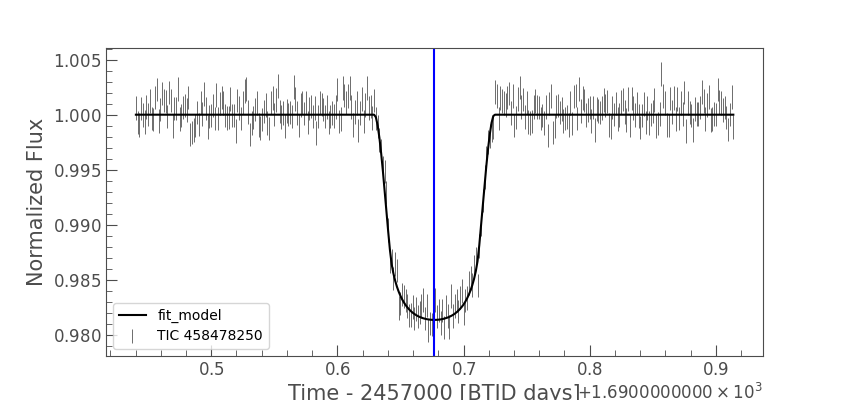 1.005
1.000
0.995
0.990
0.985
0.980
Normalized Flux
fit_model
TIC 458478250
0.5 0.6 0.7 0.8 0.9
Time - 2457000 [BTJD days]
+1.6900000000 × 10³